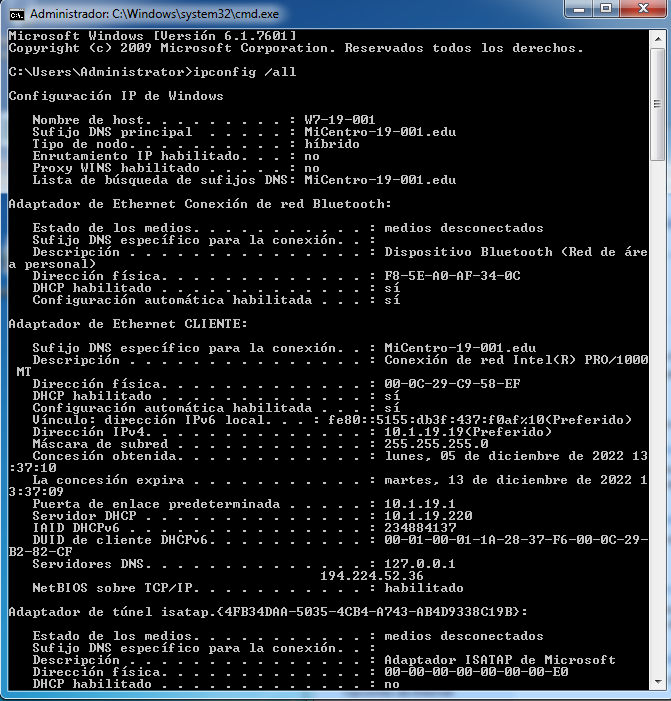 Administrador: C:\Windows\system32\cmd.exe
Microsoft Windows [Versión 6.1.7601]
Copyright (c) 2009 Microsoft Corporation. Reservados todos los derechos.
C:\Users\Administrator>ipconfig /all
Configuración IP de Windows
Nombre de host. . . . . . . . . : W7-19-001
Sufijo DNS principal  . . . . . : MiCentro-19-001.edu
Tipo de nodo. . . . . . . . . . : híbrido
Enrutamiento IP habilitado. . . : no
Proxy WINS habilitado . . . . . : no
Lista de búsqueda de sufijos DNS: MiCentro-19-001.edu
Adaptador de Ethernet Conexión de red Bluetooth:
Estado de los medios. . . . . . . . . . . : medios desconectados
Sufijo DNS específico para la conexión. . :
Descripción . . . . . . . . . . . . . . . : Dispositivo Bluetooth (Red de áre
a personal)
Dirección física. . . . . . . . . . . . . : F8-5E-A0-AF-34-0C
DHCP habilitado . . . . . . . . . . . . . : sí
Configuración automática habilitada . . . : sí
Adaptador de Ethernet CLIENTE:
Sufijo DNS específico para la conexión. . : MiCentro-19-001.edu
Descripción . . . . . . . . . . . . . . . : Conexión de red Intel(R) PRO/1000
MT
Dirección física. . . . . . . . . . . . . : 00-0C-29-C9-58-EF
DHCP habilitado . . . . . . . . . . . . . : sí
Configuración automática habilitada . . . : sí
Vínculo: dirección IPv6 local. . . : fe80::5155:db3f:437:f0af%10(Preferido)
Dirección IPv4. . . . . . . . . . . . . . : 10.1.19.19(Preferido)
Máscara de subred . . . . . . . . . . . . : 255.255.255.0
Concesión obtenida. . . . . . . . . . . . : lunes, 05 de diciembre de 2022 13
:37:10
La concesión expira . . . . . . . . . . . : martes, 13 de diciembre de 2022 1
3:37:09
Puerta de enlace predeterminada . . . . . : 10.1.19.1
Servidor DHCP . . . . . . . . . . . . . . : 10.1.19.220
IAID DHCPv6 . . . . . . . . . . . . . . . : 234884137
DUID de cliente DHCPv6. . . . . . . . . . : 00-01-00-01-1A-28-37-F6-00-0C-29-
B2-82-CF
Servidores DNS. . . . . . . . . . . . . . : 127.0.0.1
194.224.52.36
NetBIOS sobre TCP/IP. . . . . . . . . . . : habilitado
Adaptador de túnel isatap.{4FB34DAA-5035-4CB4-A743-AB4D9338C19B}:
Estado de los medios. . . . . . . . . . . : medios desconectados
Sufijo DNS específico para la conexión. . :
Descripción . . . . . . . . . . . . . . . : Adaptador ISATAP de Microsoft
Dirección física. . . . . . . . . . . . . : 00-00-00-00-00-00-00-E0
DHCP habilitado . . . . . . . . . . . . . : no